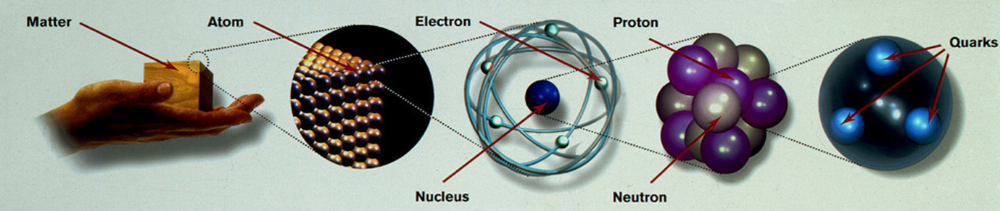 Matter
Atom
Electron
Proton
Quarks
Nucleus
Neutron